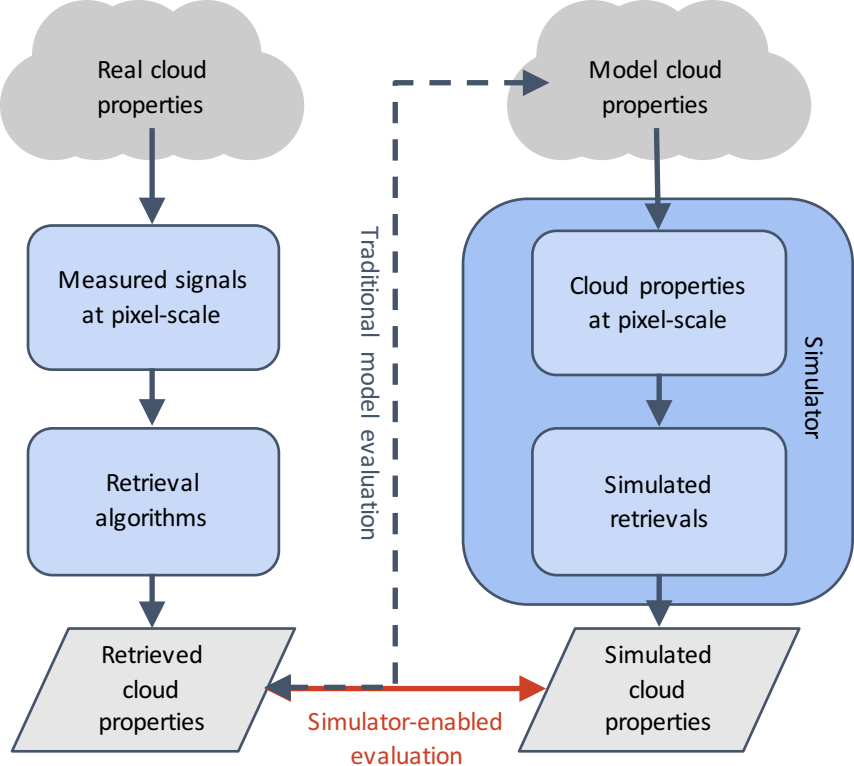 Real cloud
properties
Measured signals
at pixel-scale
Retrieval
algorithms
Retrieved
cloud
properties
Traditional model evaluation
Model cloud
properties
Cloud properties
at pixel-scale
Simulated
retrievals
Simulator
Simulated
cloud
properties
Simulator-enabled
evaluation